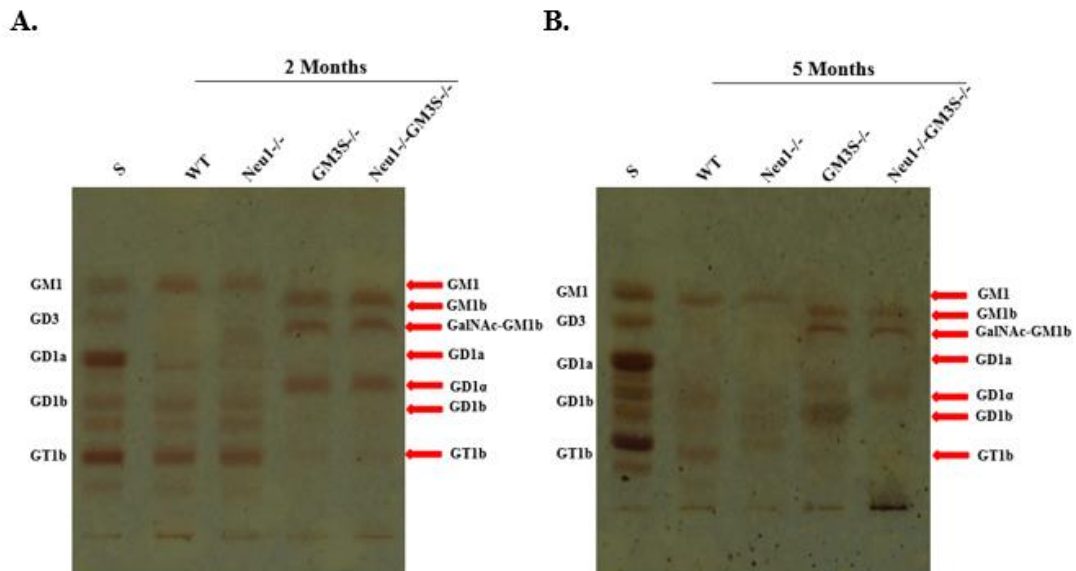 A.
2 Months
S
WT
Neu1-/-
GM3S-/-
Neu1-/-GM3S-/-
GM1
GD3
GD1a
GD1b
GT1b
GM1
GM1b
GalNAc-GM1b
GD1a
GD1α
GD1b
GT1b
B.
5 Months
S
WT
Neu1-/-
GM3S-/-
Neu1-/-GM3S-/-
GM1
GD3
GD1a
GD1b
GT1b
GM1
GM1b
GalNAc-GM1b
GD1a
GD1α
GD1b
GT1b